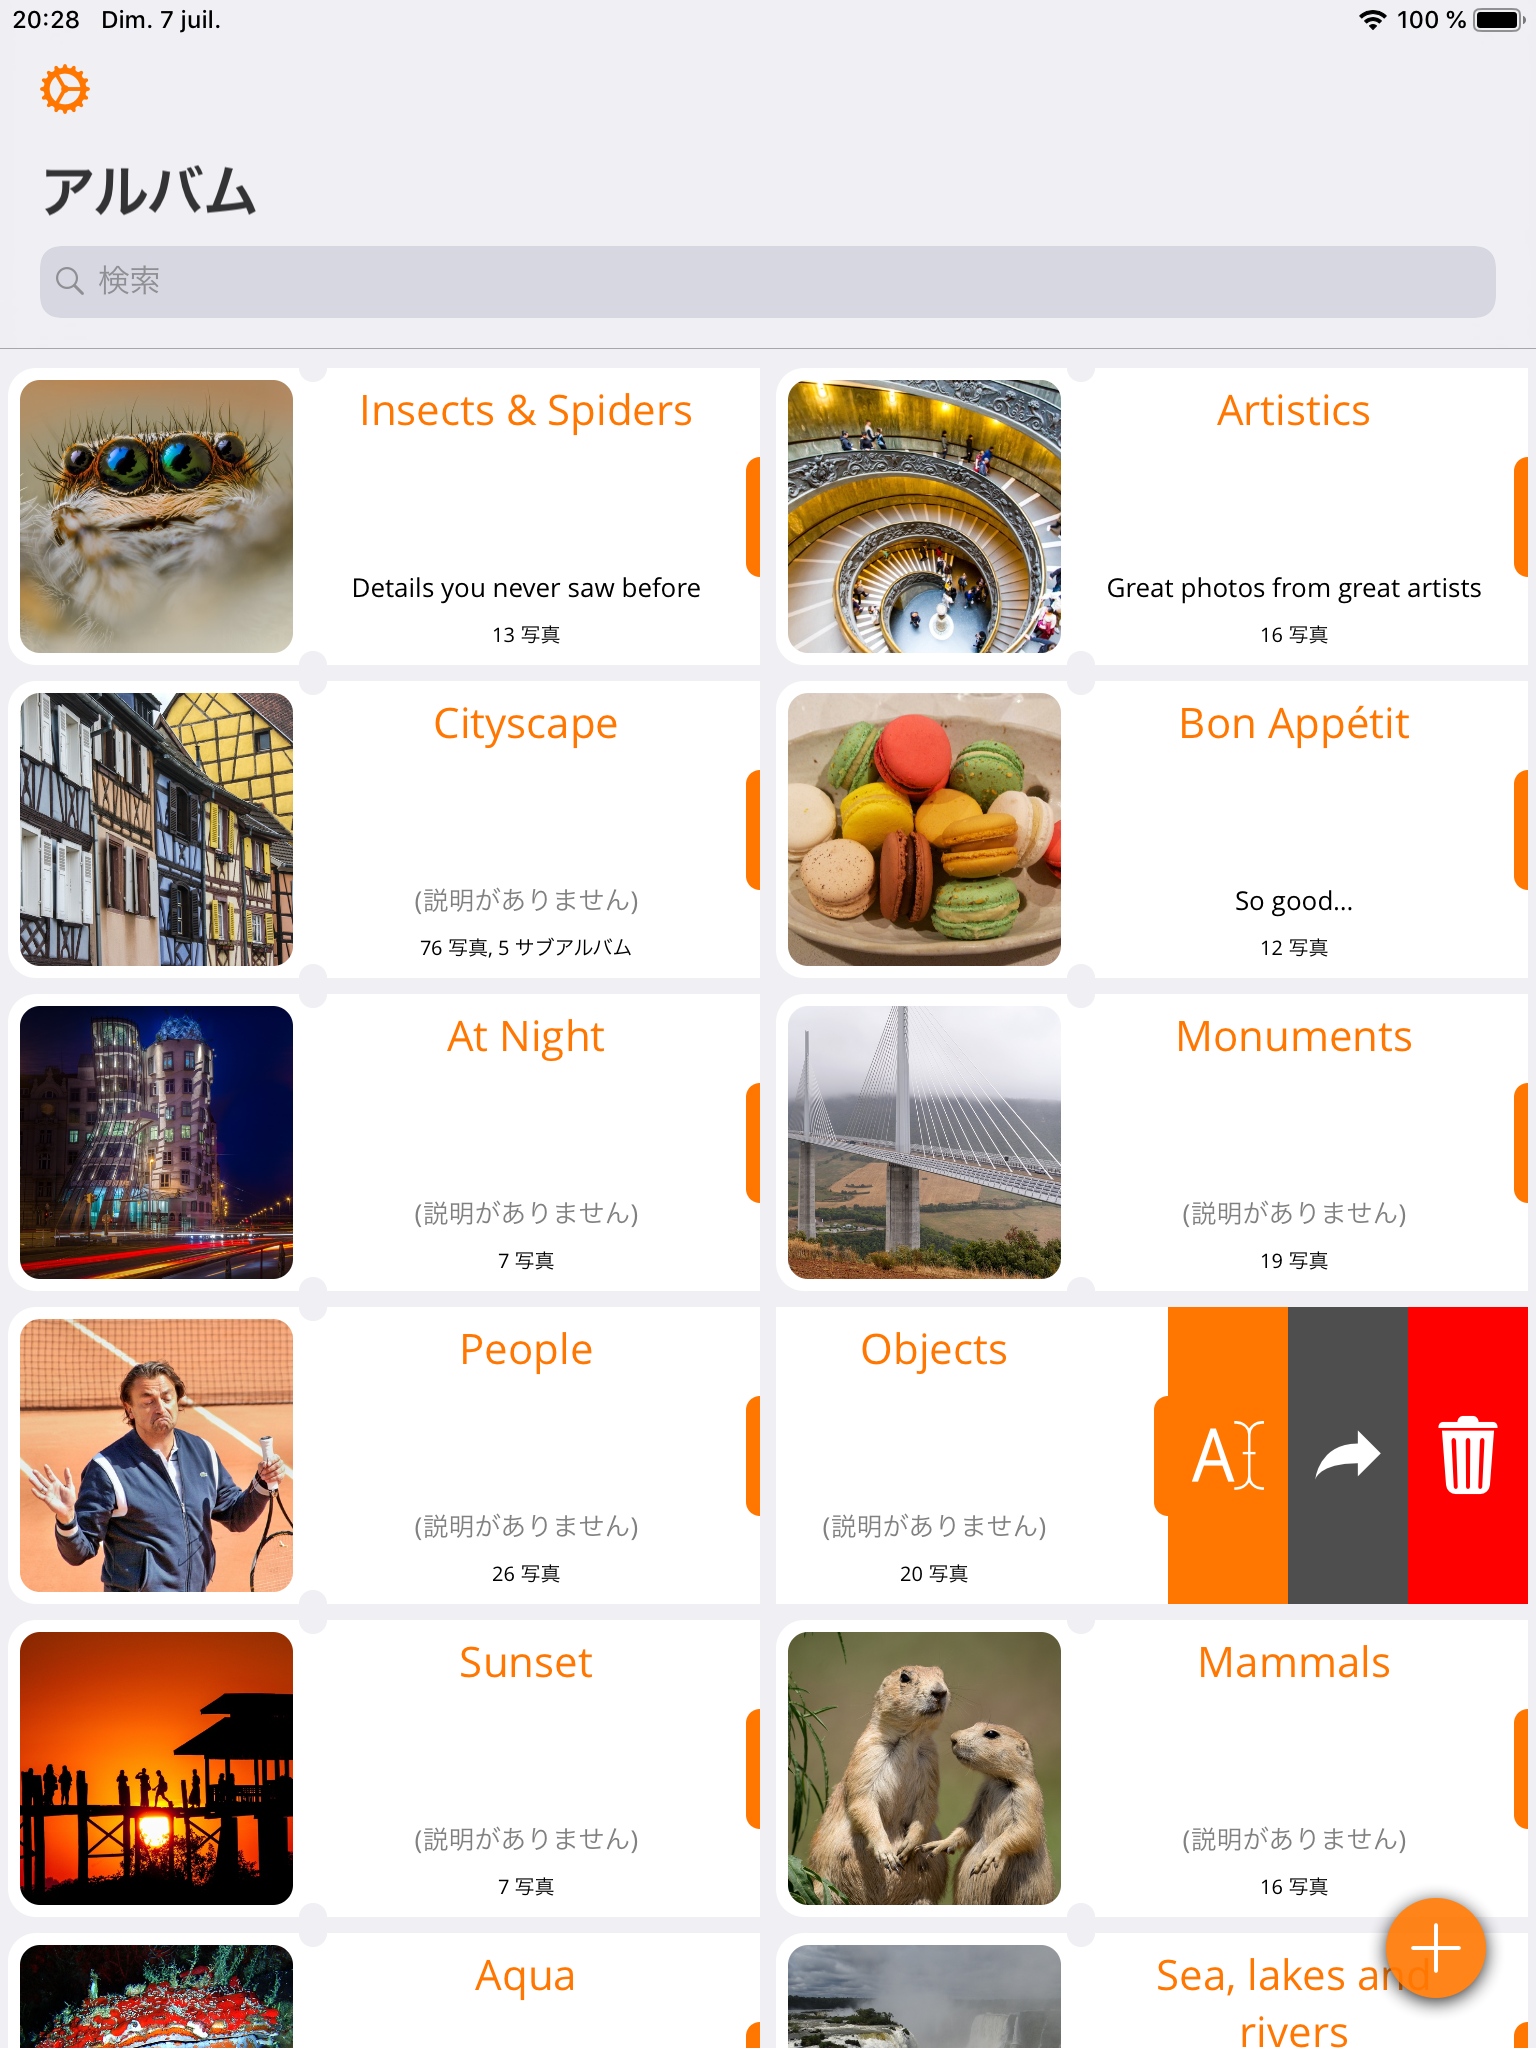 20:28 Dim. 7 juil. 100 %
アルバム
検索
Insects & Spiders
Details you never saw before
13 写真
Artistics
Great photos from great artists
16 写真
Cityscape
(説明がありません)
76 写真, 5 サブアルバム
Bon Appétit
So good...
12 写真
At Night
(説明がありません)
7 写真
Monuments
(説明がありません)
19 写真
People
(説明がありません)
26 写真
Objects
(説明がありません)
20 写真
A
Sunset
(説明がありません)
7 写真
Mammals
(説明がありません)
16 写真
Aqua
Sea, lakes and
rivers